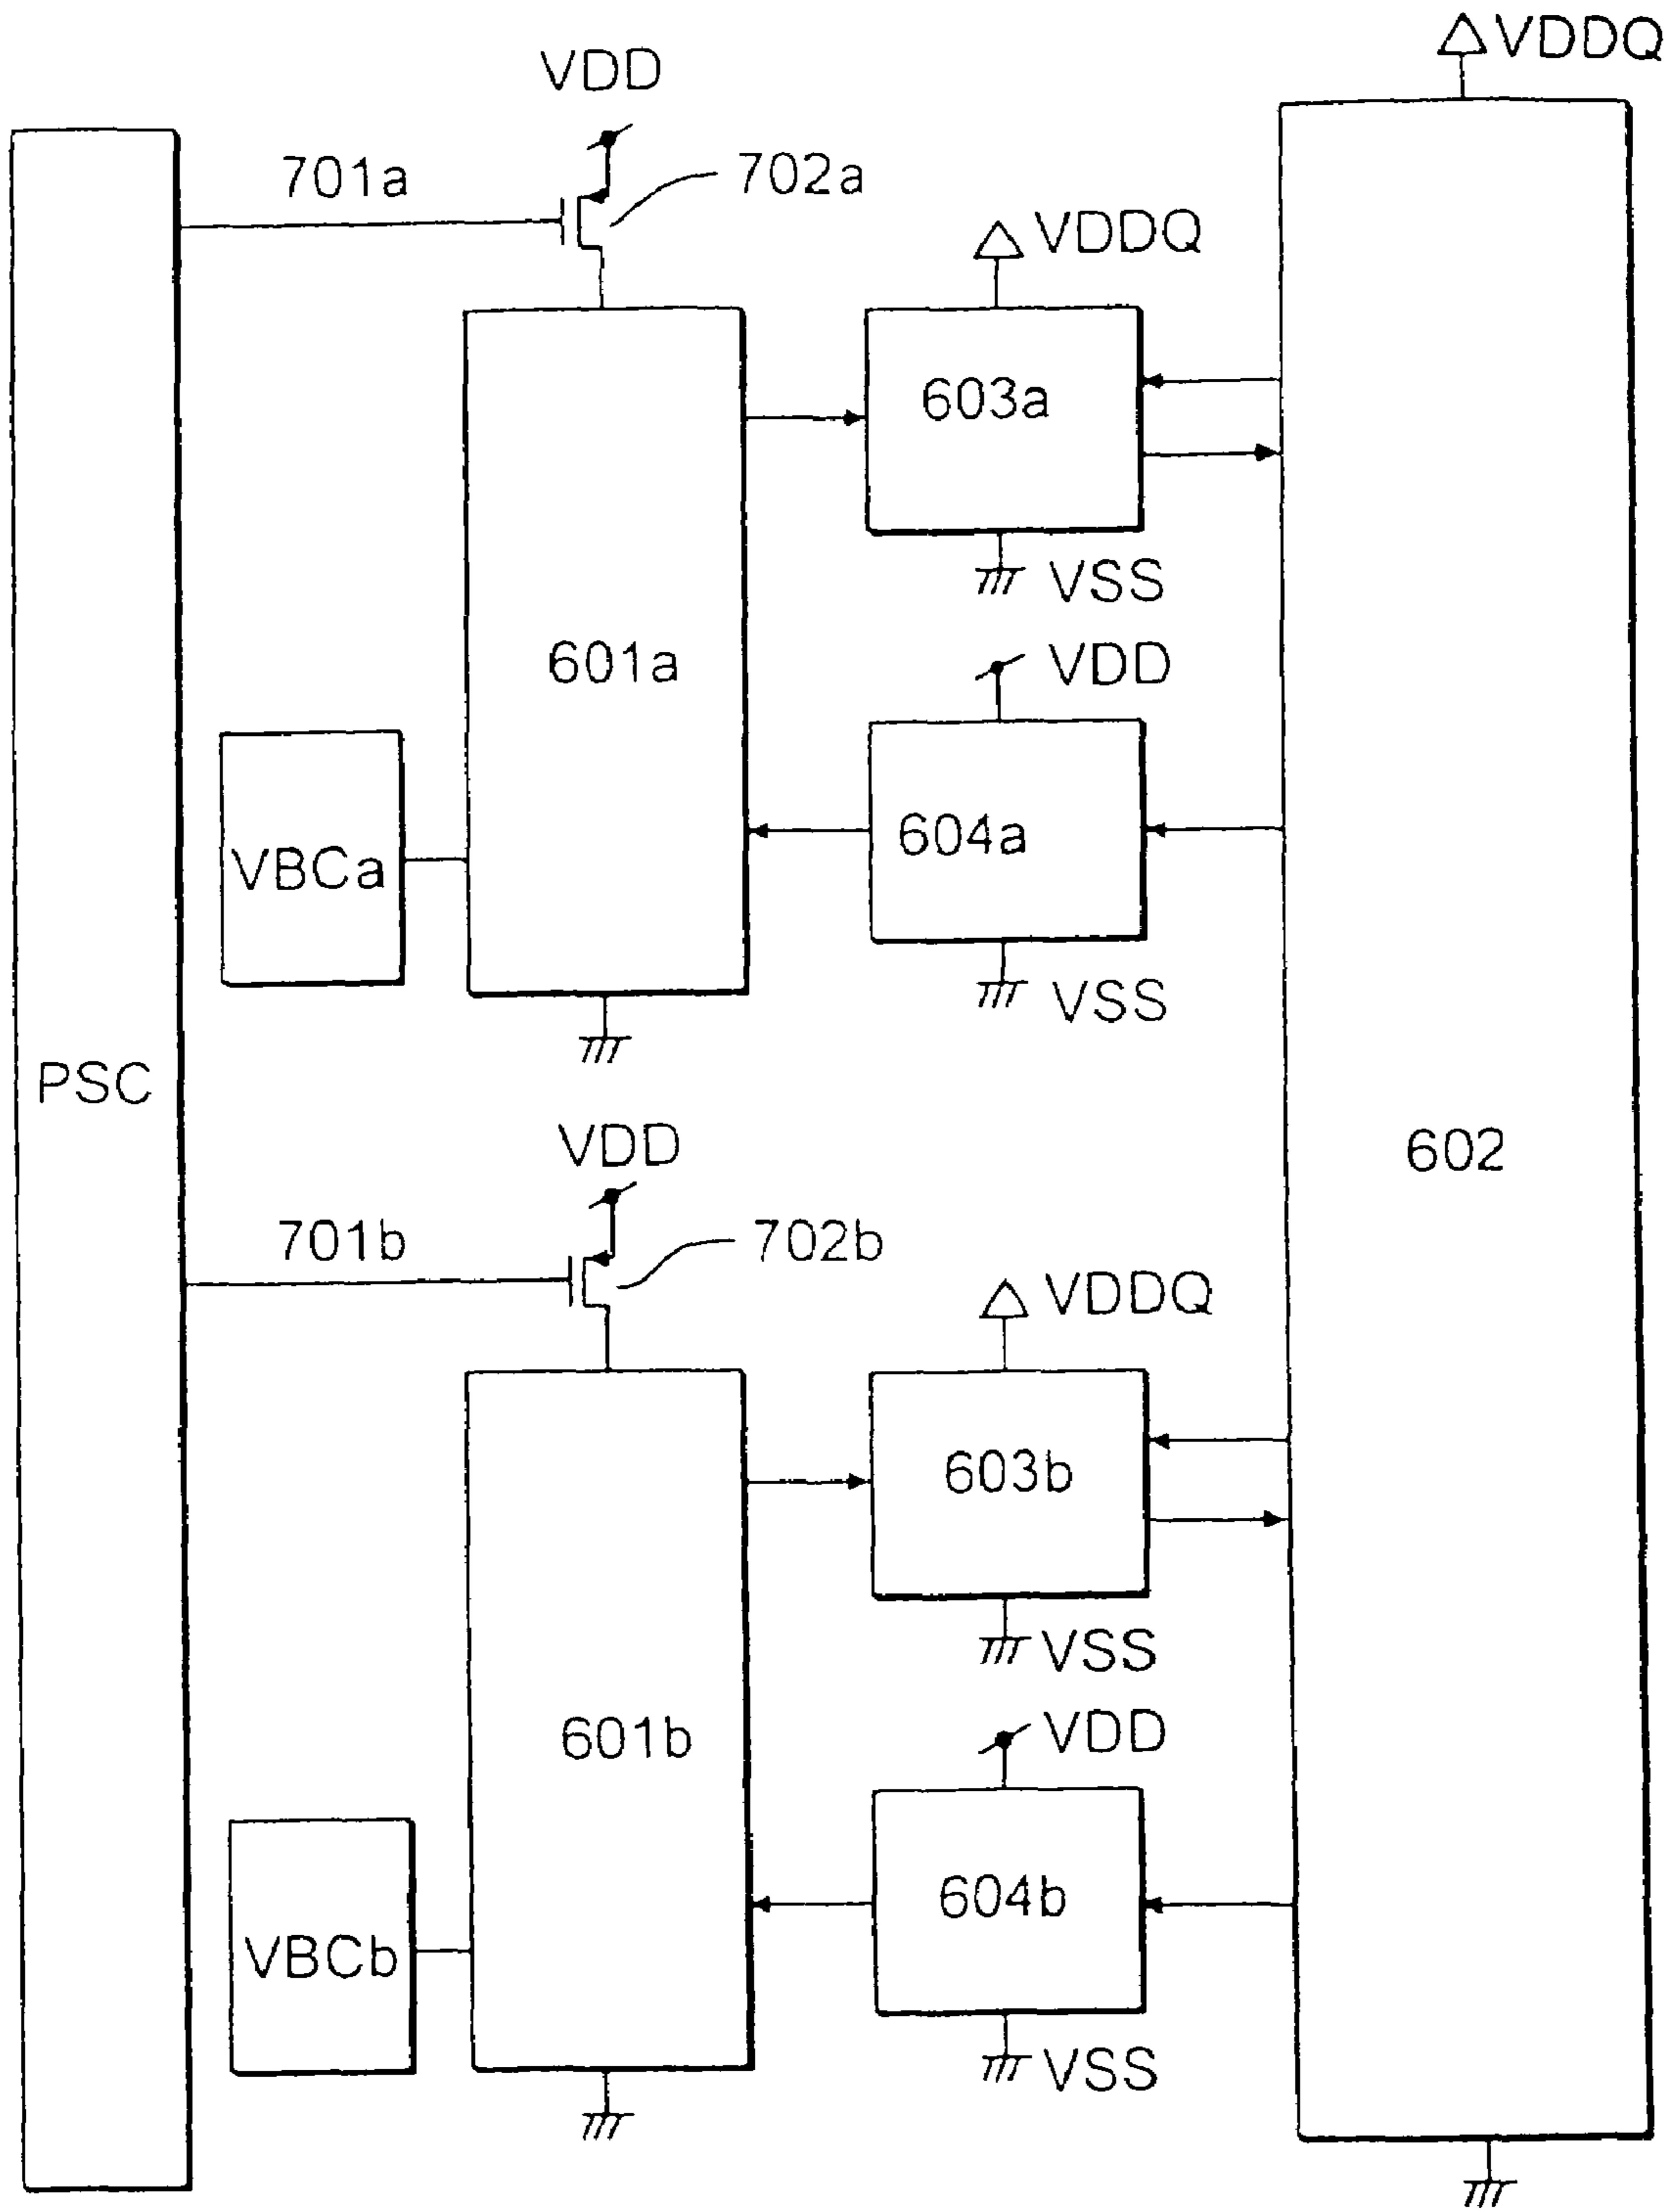 VDDQ
VDD
701a
702a
VDDQ
603a
VSS
601a
VDD
604a
VBCa
VSS
PSC
602
VDD
701b
702b
VDDQ
603b
VSS
601b
VDD
604b
VBCb
VSS